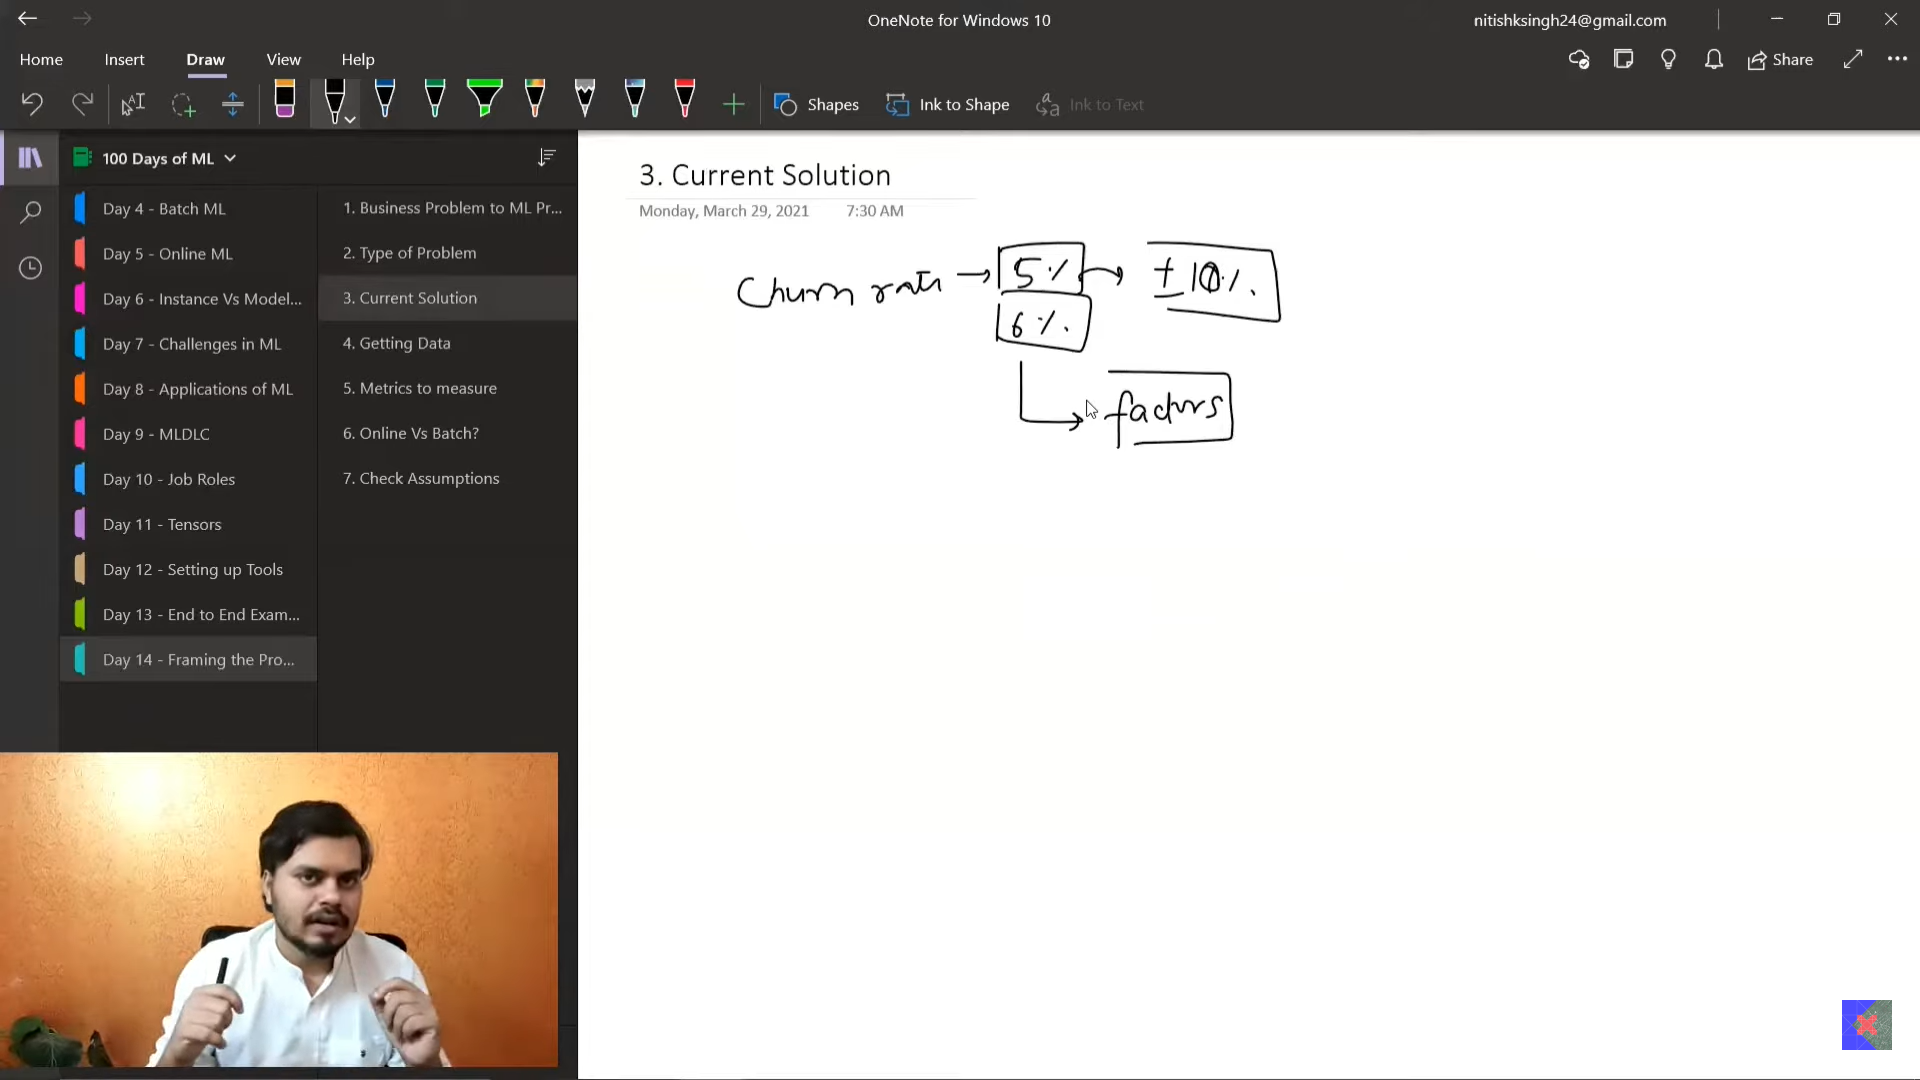 OneNote for Windows 10
nitishksingh24@gmail.com
Home Insert Draw View Help
Share
Shapes Ink to Shape Ink to Text
100 Days of ML
Day 4 - Batch ML
Day 5 - Online ML
Day 6 - Instance Vs Model...
Day 7 - Challenges in ML
Day 8 - Applications of ML
Day 9 - MLDLC
Day 10 - Job Roles
Day 11 - Tensors
Day 12 - Setting up Tools
Day 13 - End to End Exam...
Day 14 - Framing the Pro...
1. Business Problem to ML Pr...
2. Type of Problem
3. Current Solution
4. Getting Data
5. Metrics to measure
6. Online Vs Batch?
7. Check Assumptions
3. Current Solution
Monday, March 29, 2021 7:30 AM
Churn rate → 5% → ± 10%.
6%.
factors